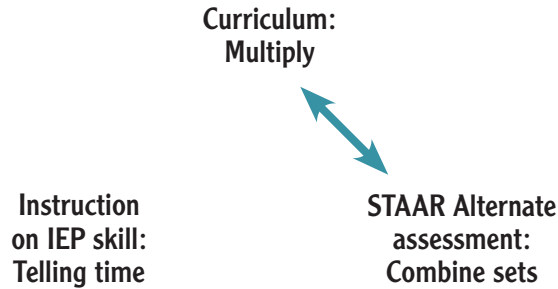 Curriculum:
Multiply
Instruction
on IEP skill:
Telling time
STAAR Alternate
assessment:
Combine sets